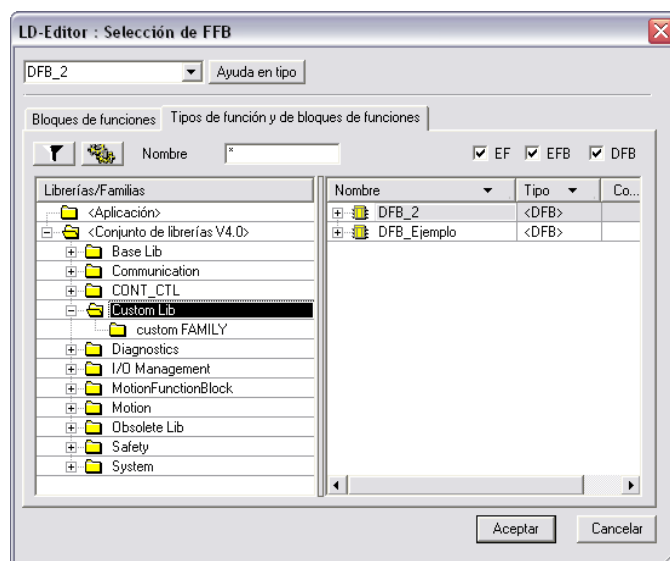 LD-Editor : Selección de FFB
DFB_2
Ayuda en tipo
Bloques de funciones
Tipos de función y de bloques de funciones
Nombre
*
EF
EFB
DFB
Librerías/Familias
<Aplicación>
<Conjunto de librerías V4.0>
Base Lib
Communication
CONT_CTL
Custom Lib
custom FAMILY
Diagnostics
I/O Management
MotionFunctionBlock
Motion
Obsolete Lib
Safety
System
Nombre Tipo Co...
DFB_2 <DFB>
DFB_Ejemplo <DFB>
Aceptar
Cancelar